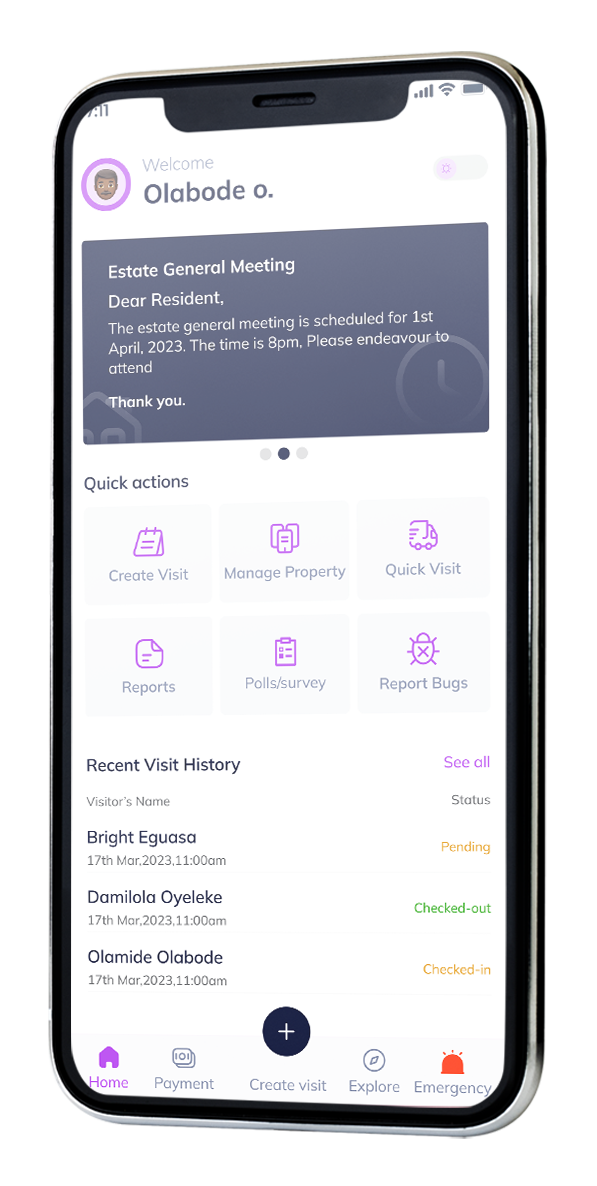 7:11
Welcome
Olabode o.
Estate General Meeting
Dear Resident,
The estate general meeting is scheduled for 1st
April, 2023. The time is 8pm, Please endeavour to
attend
Thank you.
Quick actions
Create Visit
Manage Property
Quick Visit
Reports
Polls/survey
Report Bugs
Recent Visit History
See all
Visitor's Name
Status
Bright Eguasa
Pending
17th Mar,2023,11:00am
Damilola Oyeleke
Checked-out
17th Mar,2023,11:00am
Olamide Olabode
Checked-in
17th Mar,2023,11:00am
Home
Payment
Create visit
Explore
Emergency